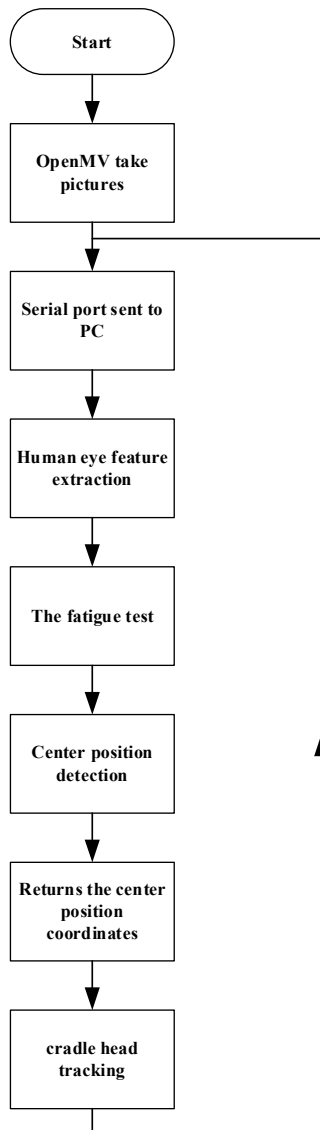 Start
OpenMV take
pictures
Serial port sent to
PC
Human eye feature
extraction
The fatigue test
Center position
detection
Returns the center
position
coordinates
cradle head
tracking